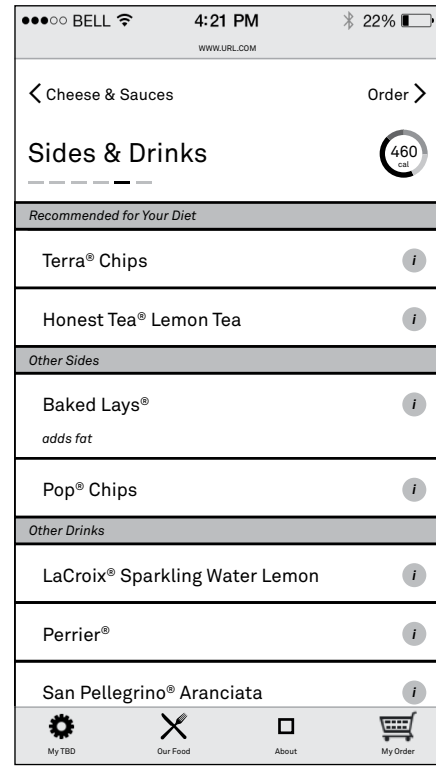 BELL 4:21 PM 22%
WWW.URL.COM
Cheese & Sauces Order
Sides & Drinks
460
cal
Recommended for Your Diet
Terra® Chips i
Honest Tea® Lemon Tea i
Other Sides
Baked Lays® i
adds fat
Pop® Chips i
Other Drinks
LaCroix® Sparkling Water Lemon i
Perrier® i
San Pellegrino® Aranciata i
My TBD Our Food About My Order